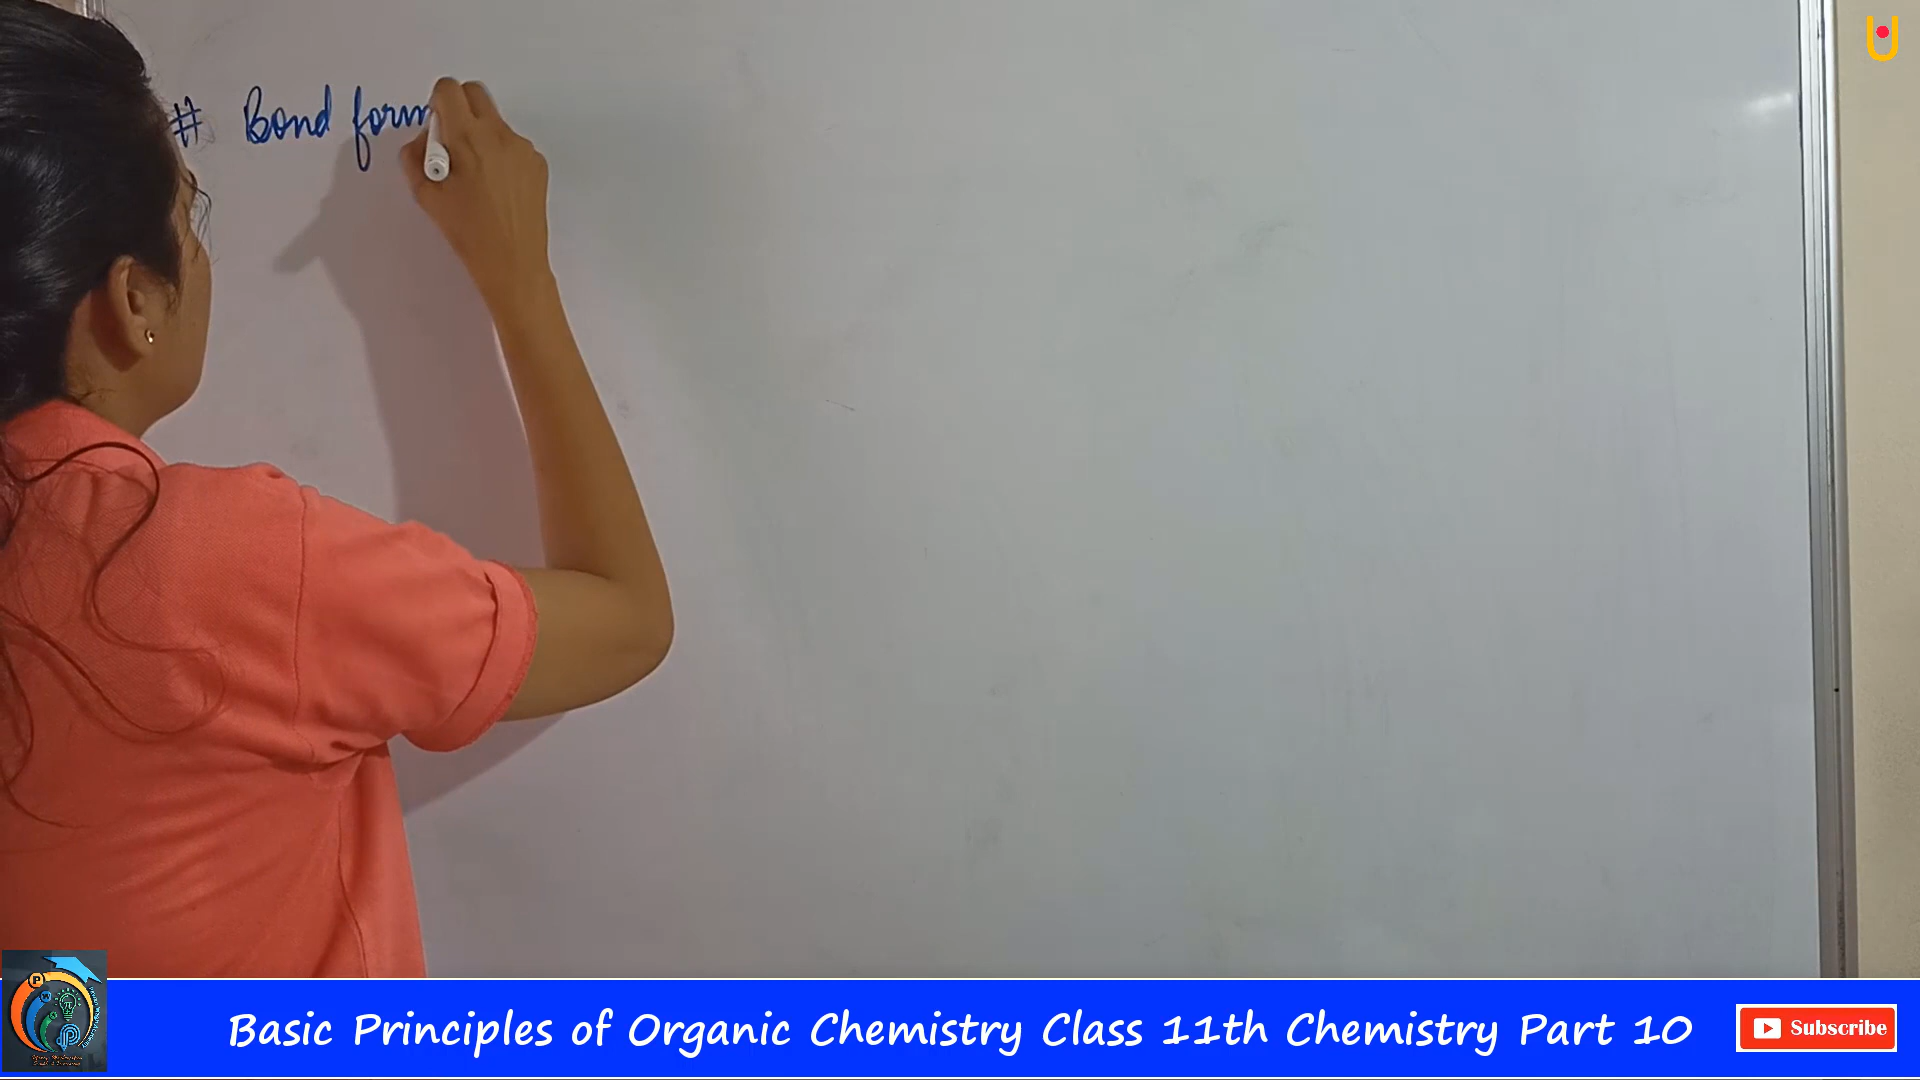 # Bond form
Basic Principles of Organic Chemistry Class 11th Chemistry Part 10
Subscribe